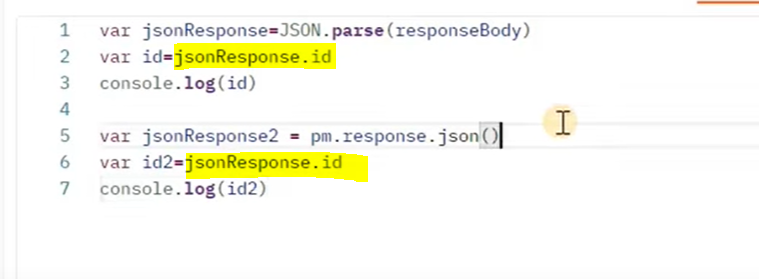 1 var jsonResponse=JSON.parse(responseBody)
2 var id=jsonResponse.id
3 console.log(id)
4
5 var jsonResponse2 = pm.response.json()
6 var id2=jsonResponse.id
7 console.log(id2)